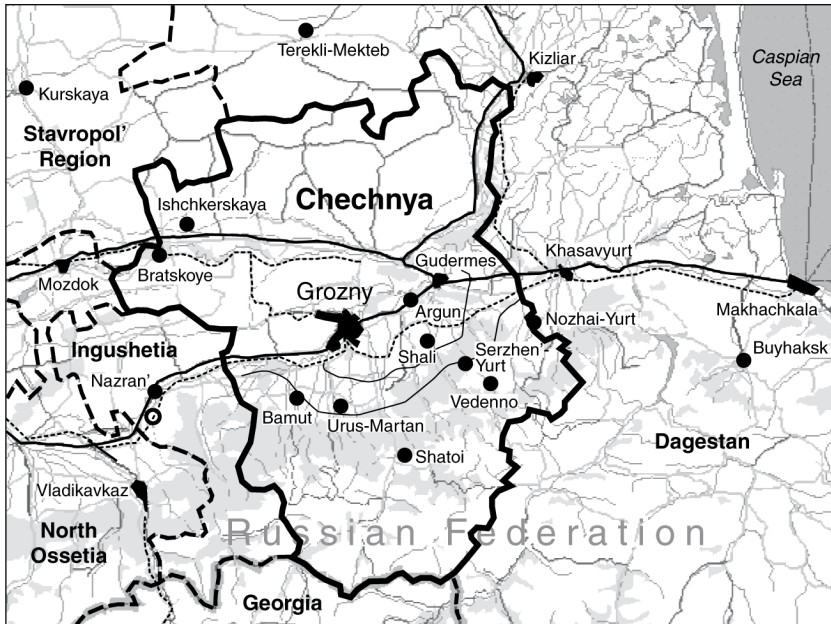 Terekli-Mekteb
Kizliar
Caspian
Sea
Kurskaya
Stavropol'
Region
Ishchkerskaya
Chechnya
Mozdok
Bratskoye
Gudermes
Khasavyurt
Grozny
Argun
Makhachkala
Nozhai-Yurt
Ingushetia
Shali
Serzhen'
Yurt
Buyhaksk
Nazran'
Bamut
Urus-Martan
Vedenno
Dagestan
Shatoi
Vladikavkaz
North
Ossetia
Russian Federation
Georgia